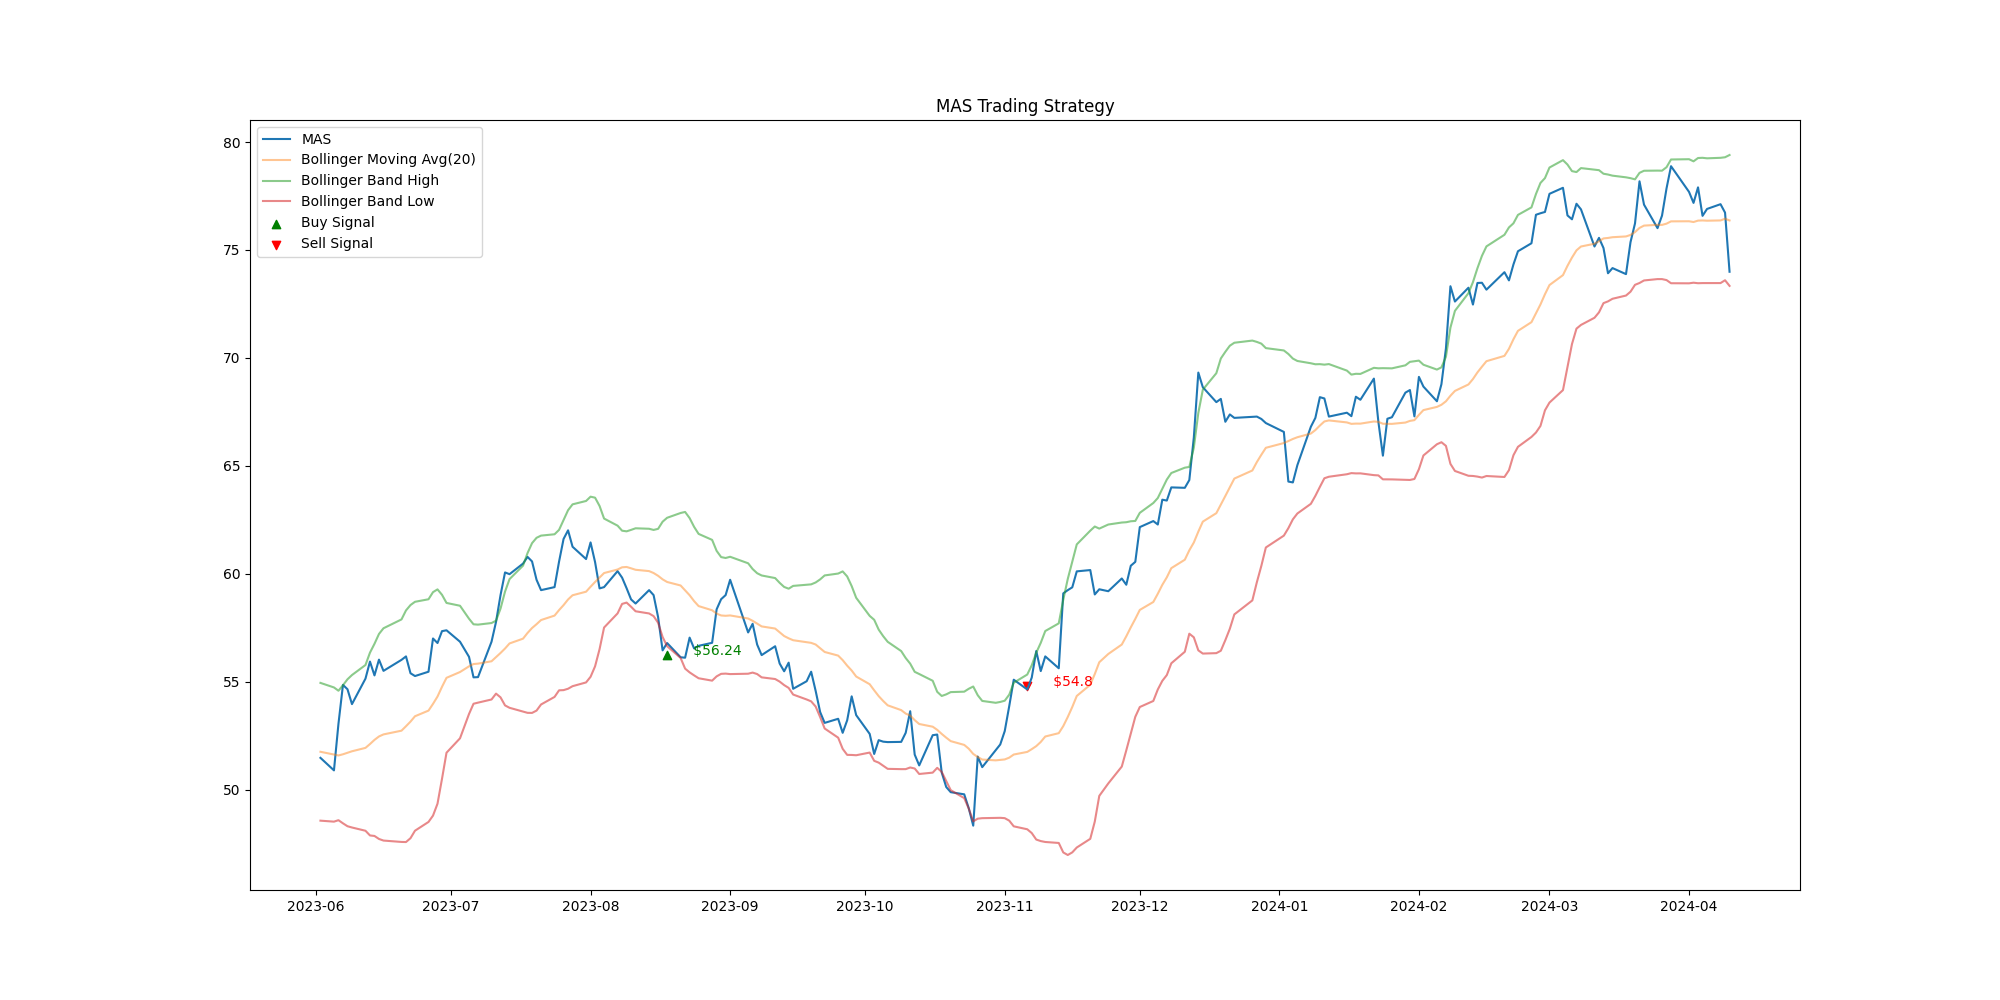 MAS Trading Strategy
80
75
70
65
60
55
50
MAS
Bollinger Moving Avg(20)
Bollinger Band High
Bollinger Band Low
Buy Signal
Sell Signal
$56.24
$54.8
2023-06 2023-07 2023-08 2023-09 2023-10 2023-11 2023-12 2024-01 2024-02 2024-03 2024-04